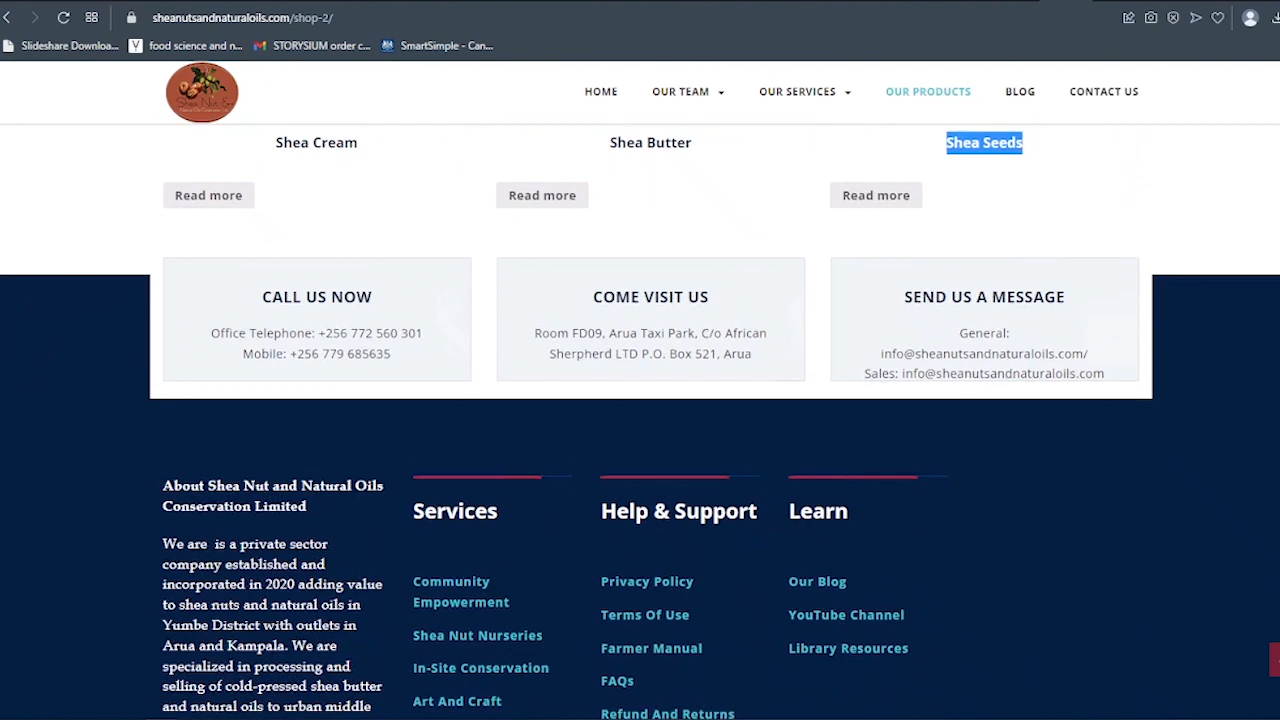 sheanutsandnaturaloils.com/shop-2/
Slideshare Downloa... food science and n... STORYSIUM order c... SmartSimple - Can...
Shea Nut &
HOME OUR TEAM OUR SERVICES OUR PRODUCTS BLOG CONTACT US
Shea Cream Shea Butter Shea Seeds
Read more Read more Read more
CALL US NOW
Office Telephone: +256 772 560 301
Mobile: +256 779 685635
COME VISIT US
Room FD09, Arua Taxi Park, C/o African
Sherpherd LTD P.O. Box 521, Arua
SEND US A MESSAGE
General:
info@sheanutsandnaturaloils.com/
Sales: info@sheanutsandnaturaloils.com
About Shea Nut and Natural Oils
Conservation Limited
We are is a private sector
company established and
incorporated in 2020 adding value
to shea nuts and natural oils in
Yumbe District with outlets in
Arua and Kampala. We are
specialized in processing and
selling of cold-pressed shea butter
and natural oils to urban middle
Services
Community
Empowerment
Shea Nut Nurseries
In-Site Conservation
Art And Craft
Help & Support
Privacy Policy
Terms Of Use
Farmer Manual
FAQs
Refund And Returns
Learn
Our Blog
YouTube Channel
Library Resources